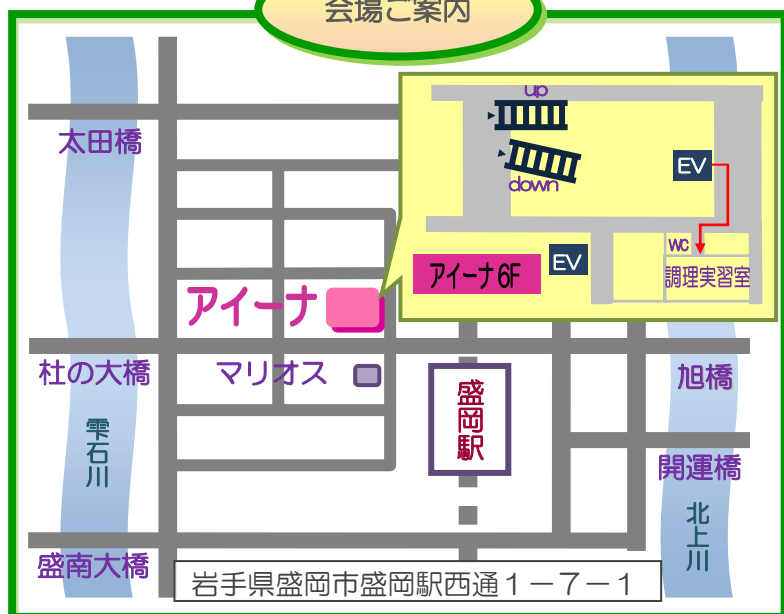 会場ご案内
太田橋
up
down
EV
WC
調理実習室
アイーナ 6F
EV
アイーナ
杜の大橋
マリオス
盛岡駅
旭橋
雫石川
開運橋
北上川
盛南大橋
岩手県盛岡市盛岡駅西通１－７－１